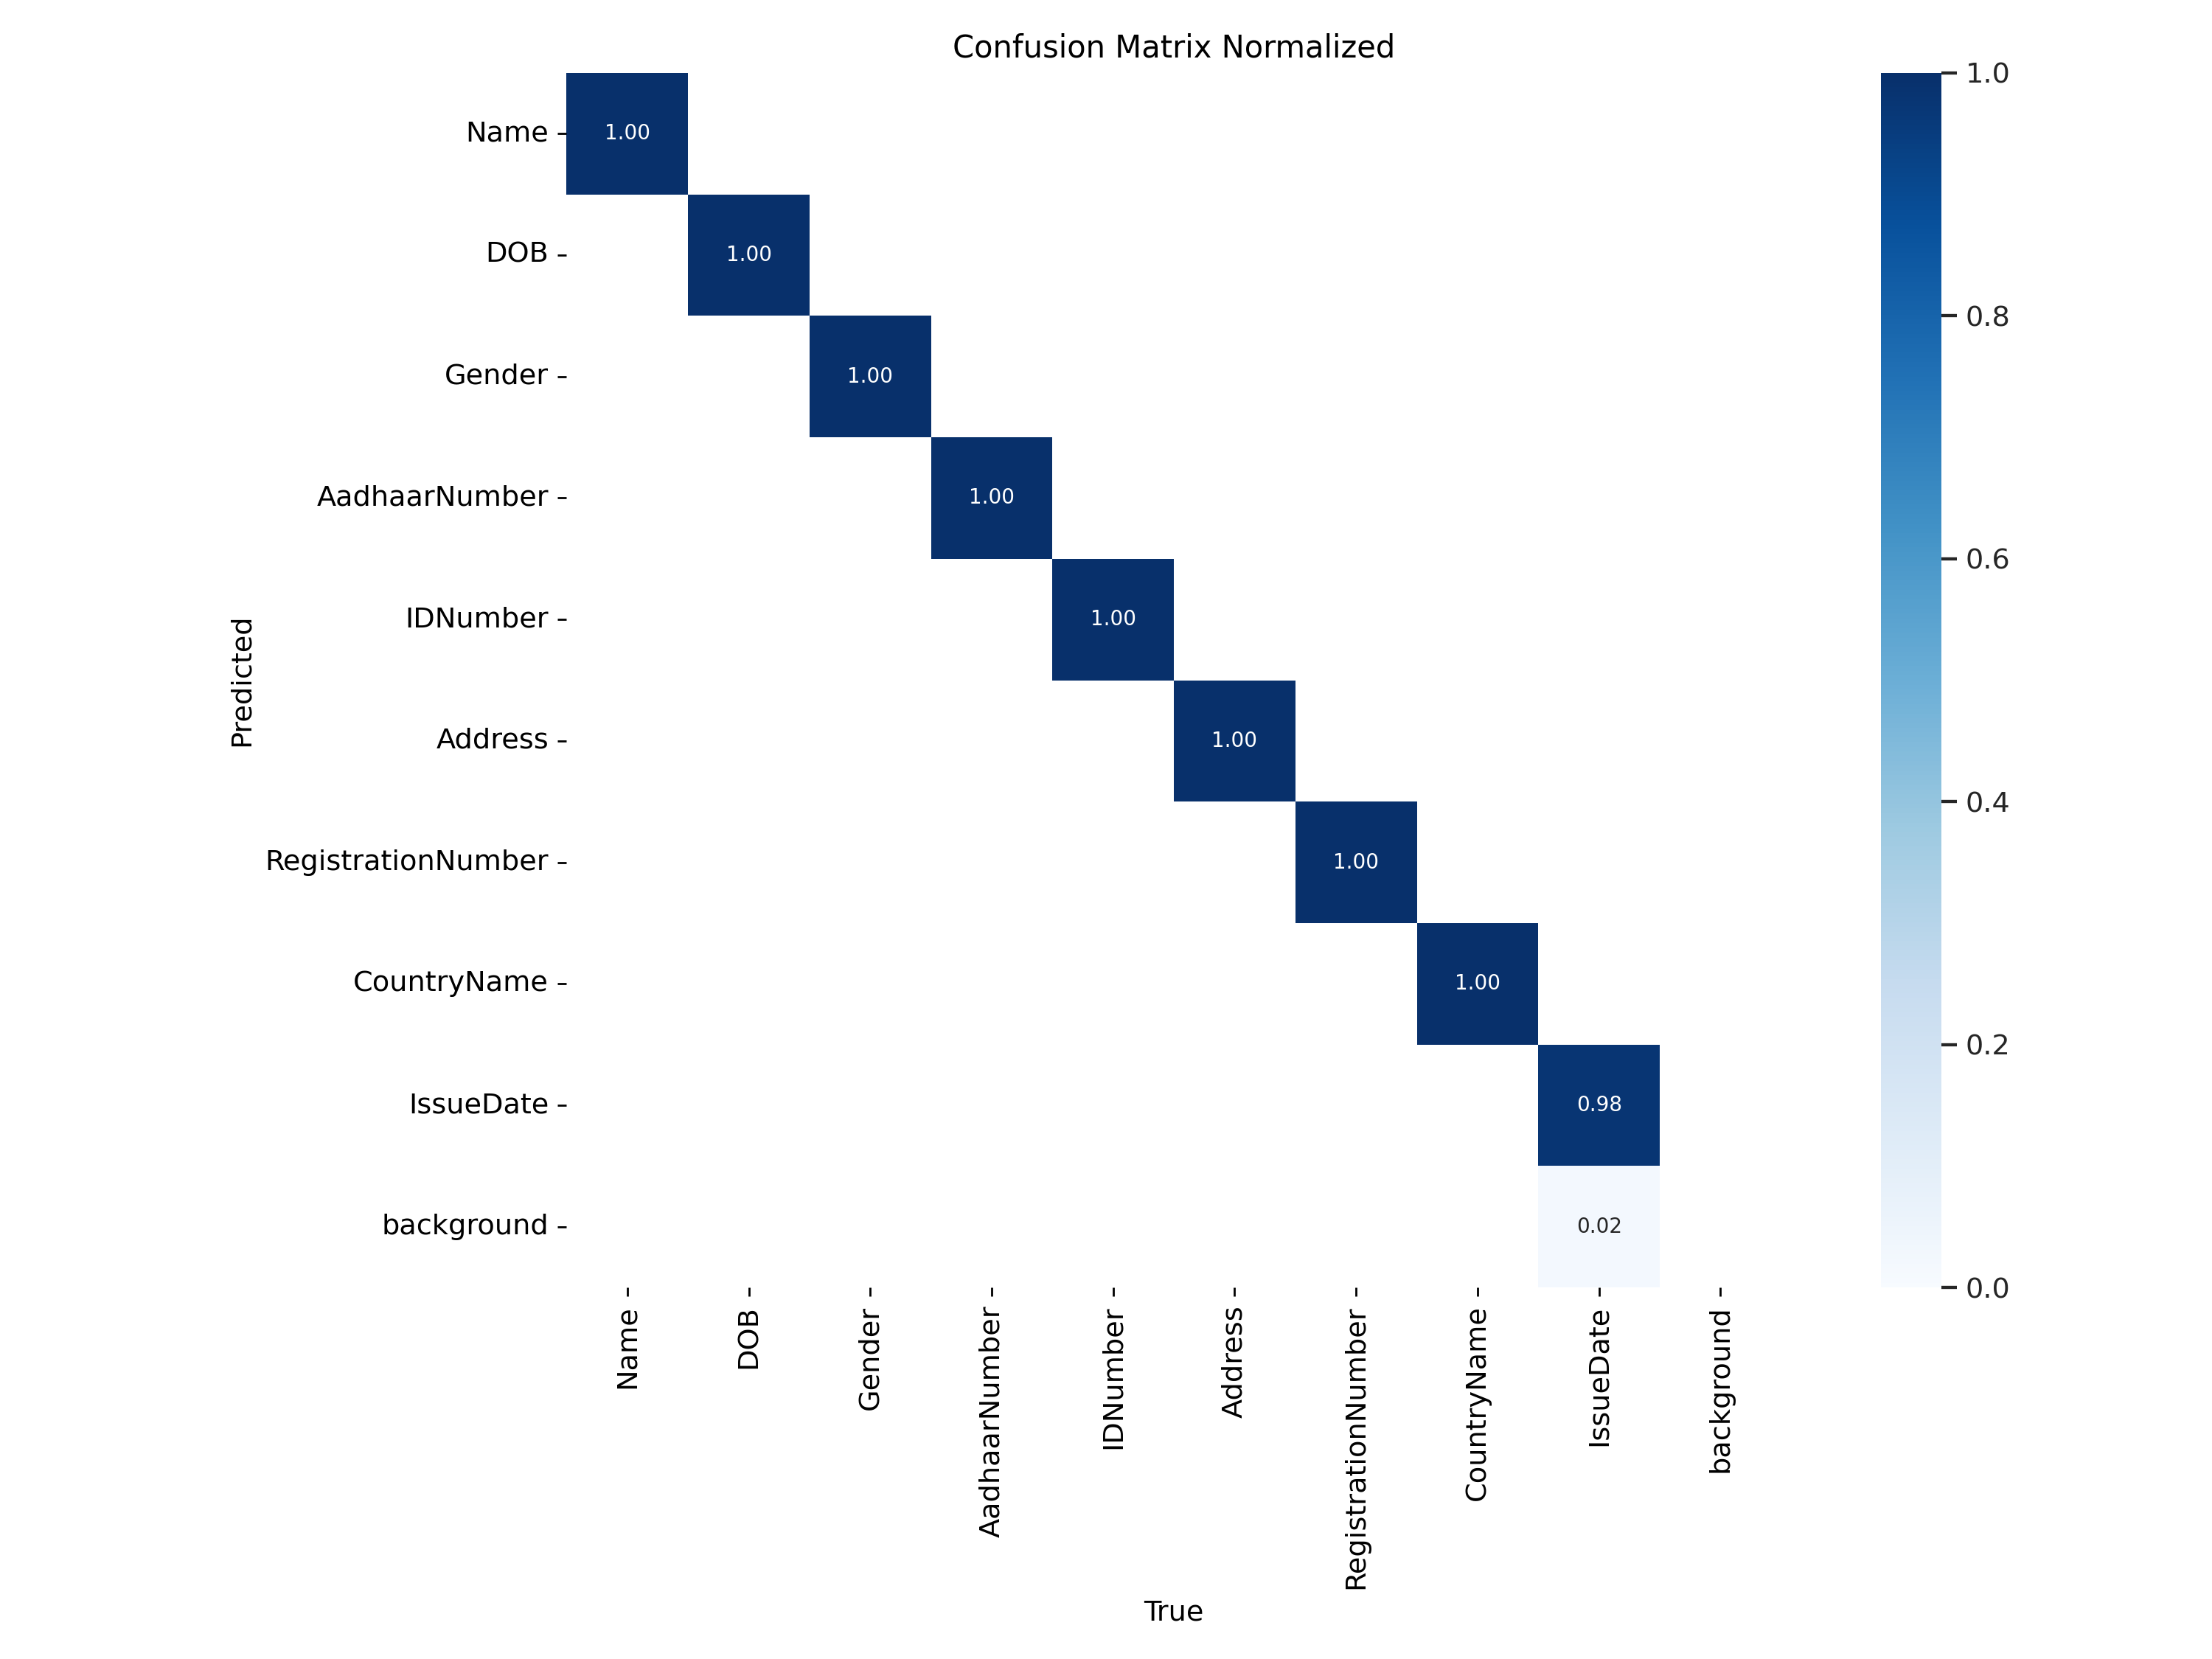 Confusion Matrix Normalized
Name
1.00
DOB
1.00
Gender
1.00
AadhaarNumber
1.00
IDNumber
1.00
Address
1.00
RegistrationNumber
1.00
CountryName
1.00
IssueDate
0.98
background
0.02
Predicted
Name
DOB
Gender
AadhaarNumber
IDNumber
Address
RegistrationNumber
CountryName
IssueDate
background
True
1.0
0.8
0.6
0.4
0.2
0.0